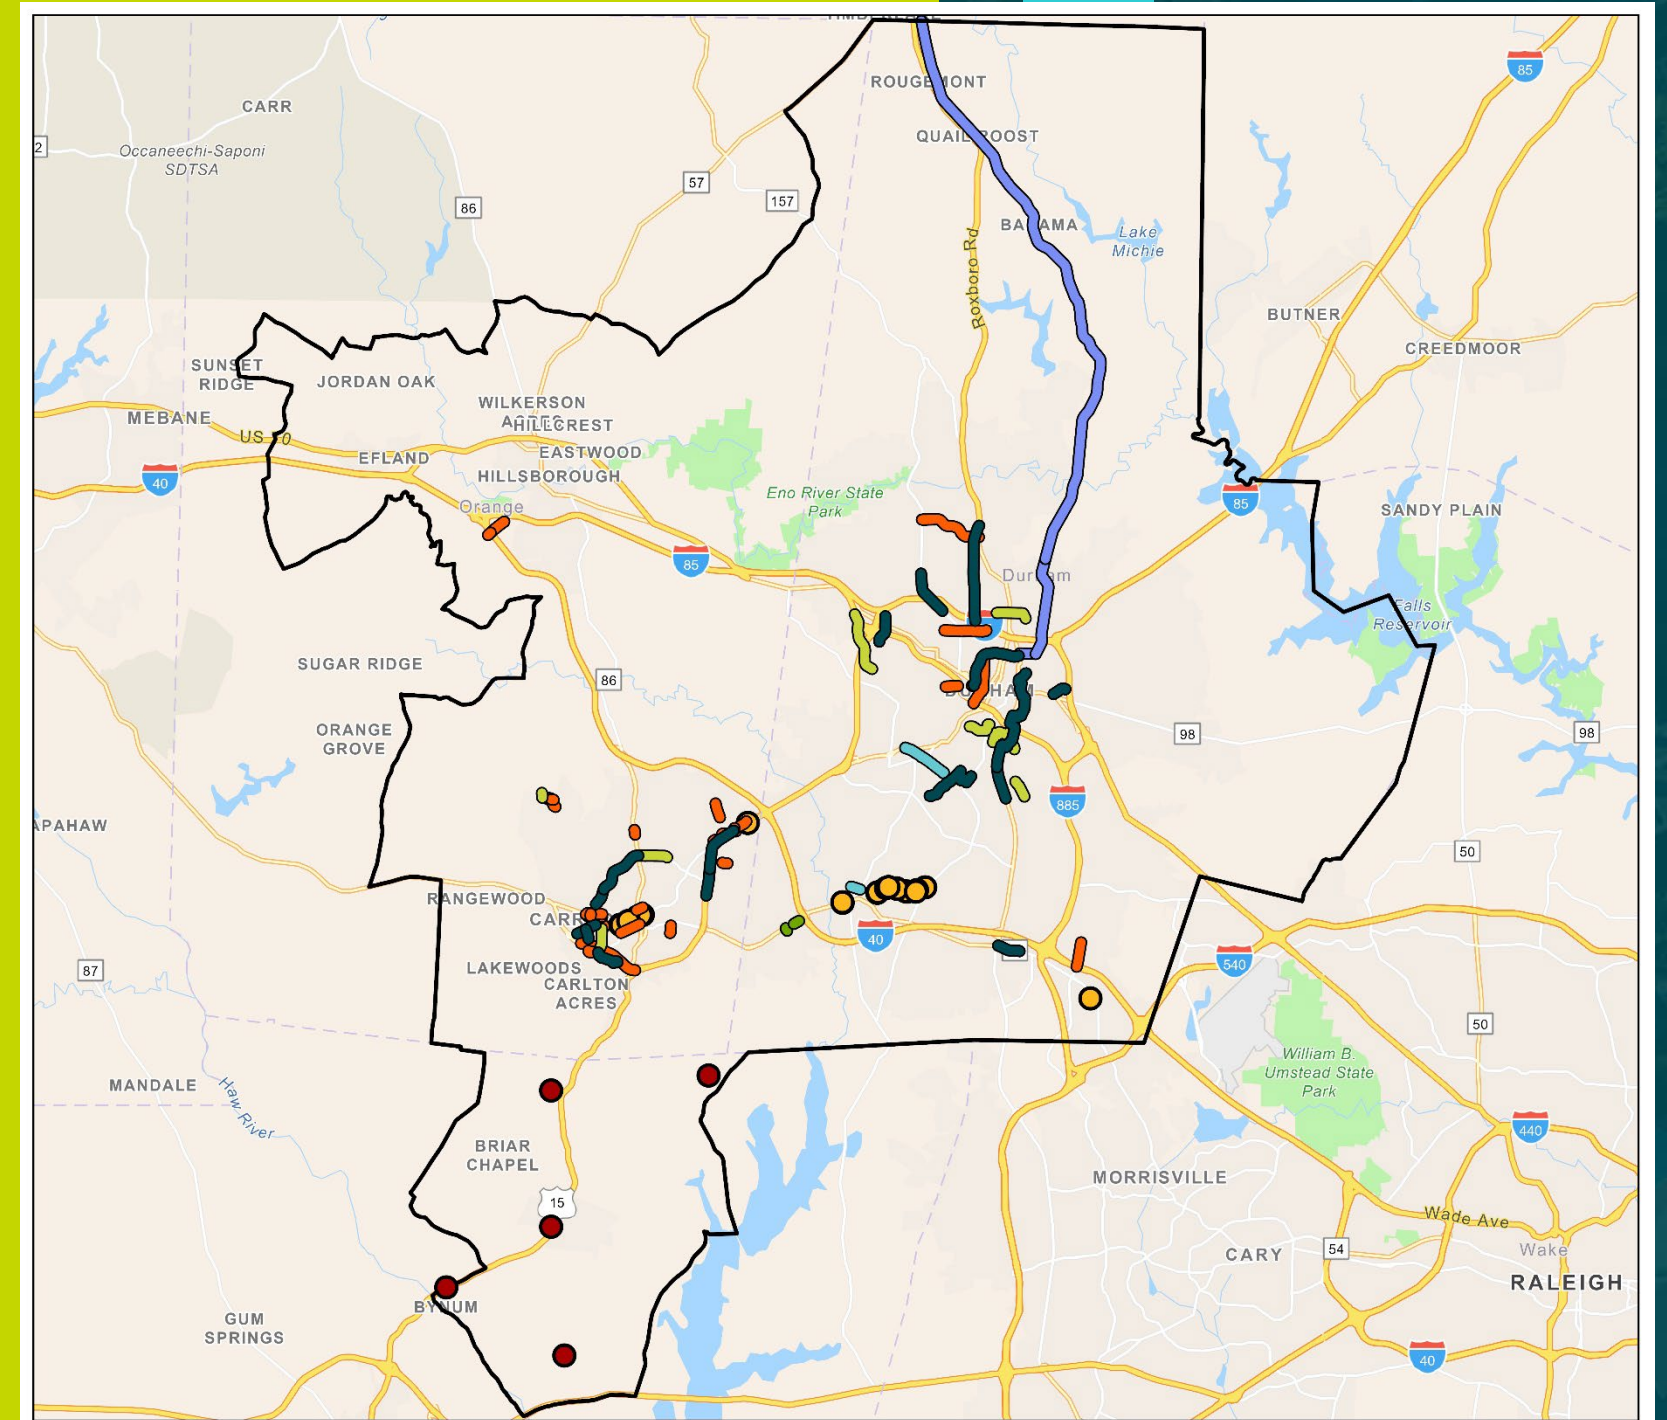 ROUGEMONT
85
CARR
QUAIL ROOST
2
Occaneechi-Saponi
SDTSA
57
157
86
BAHAMA
Lake
Michie
Roxboro Rd
BUTNER
CREEDMOOR
SUNSET
RIDGE
JORDAN OAK
WILKERSON
HILLCREST
MEBANE
EASTWOOD
EFLAND
40
HILLSBOROUGH
Eno River State
Park
Orange
85
SANDY PLAIN
85
Durham
Falls
Reservoir
SUGAR RIDGE
86
DURHAM
ORANGE
GROVE
98
98
885
APAHAW
50
RANGEWOOD
CARR
40
LAKEWOODS
CARLTON
ACRES
87
540
50
William B.
Umstead State
Park
MANDALE
Haw River
440
BRIAR
CHAPEL
MORRISVILLE
15
Wade Ave
CARY
54
Wake
RALEIGH
BYNUM
GUM
SPRINGS
40